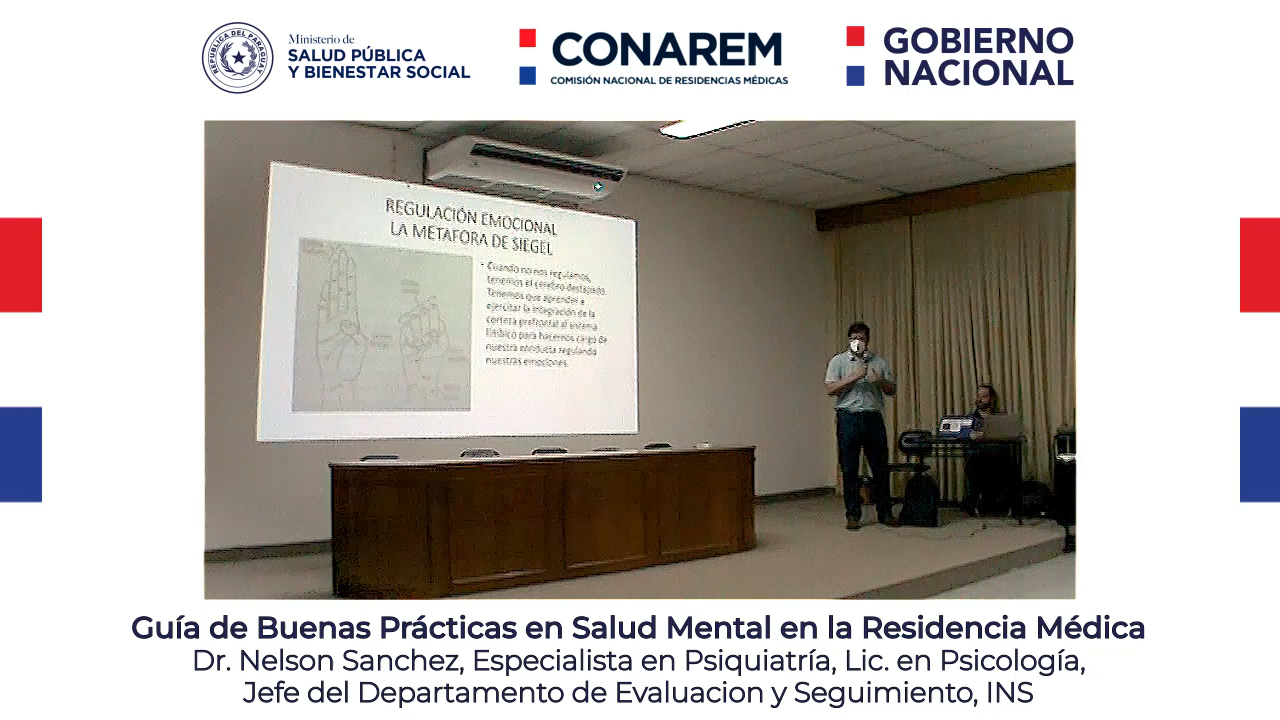 REPUBLICA DEL PARAGUAY
Ministerio de
SALUD PÚBLICA
Y BIENESTAR SOCIAL
CONAREM
COMISIÓN NACIONAL DE RESIDENCIAS MÉDICAS
GOBIERNO
NACIONAL
REGULACIÓN EMOCIONAL
LA METAFORA DE SIEGEL
• Cuando no nos regulamos,
tenemos el cerebro destapado.
Tenemos que aprender a
ejercitar la integración de la
corteza prefrontal al sistema
límbico para hacernos cargo de
nuestra conducta regulando
nuestras emociones.
Guía de Buenas Prácticas en Salud Mental en la Residencia Médica
Dr. Nelson Sanchez, Especialista en Psiquiatría, Lic. en Psicología,
Jefe del Departamento de Evaluacion y Seguimiento, INS